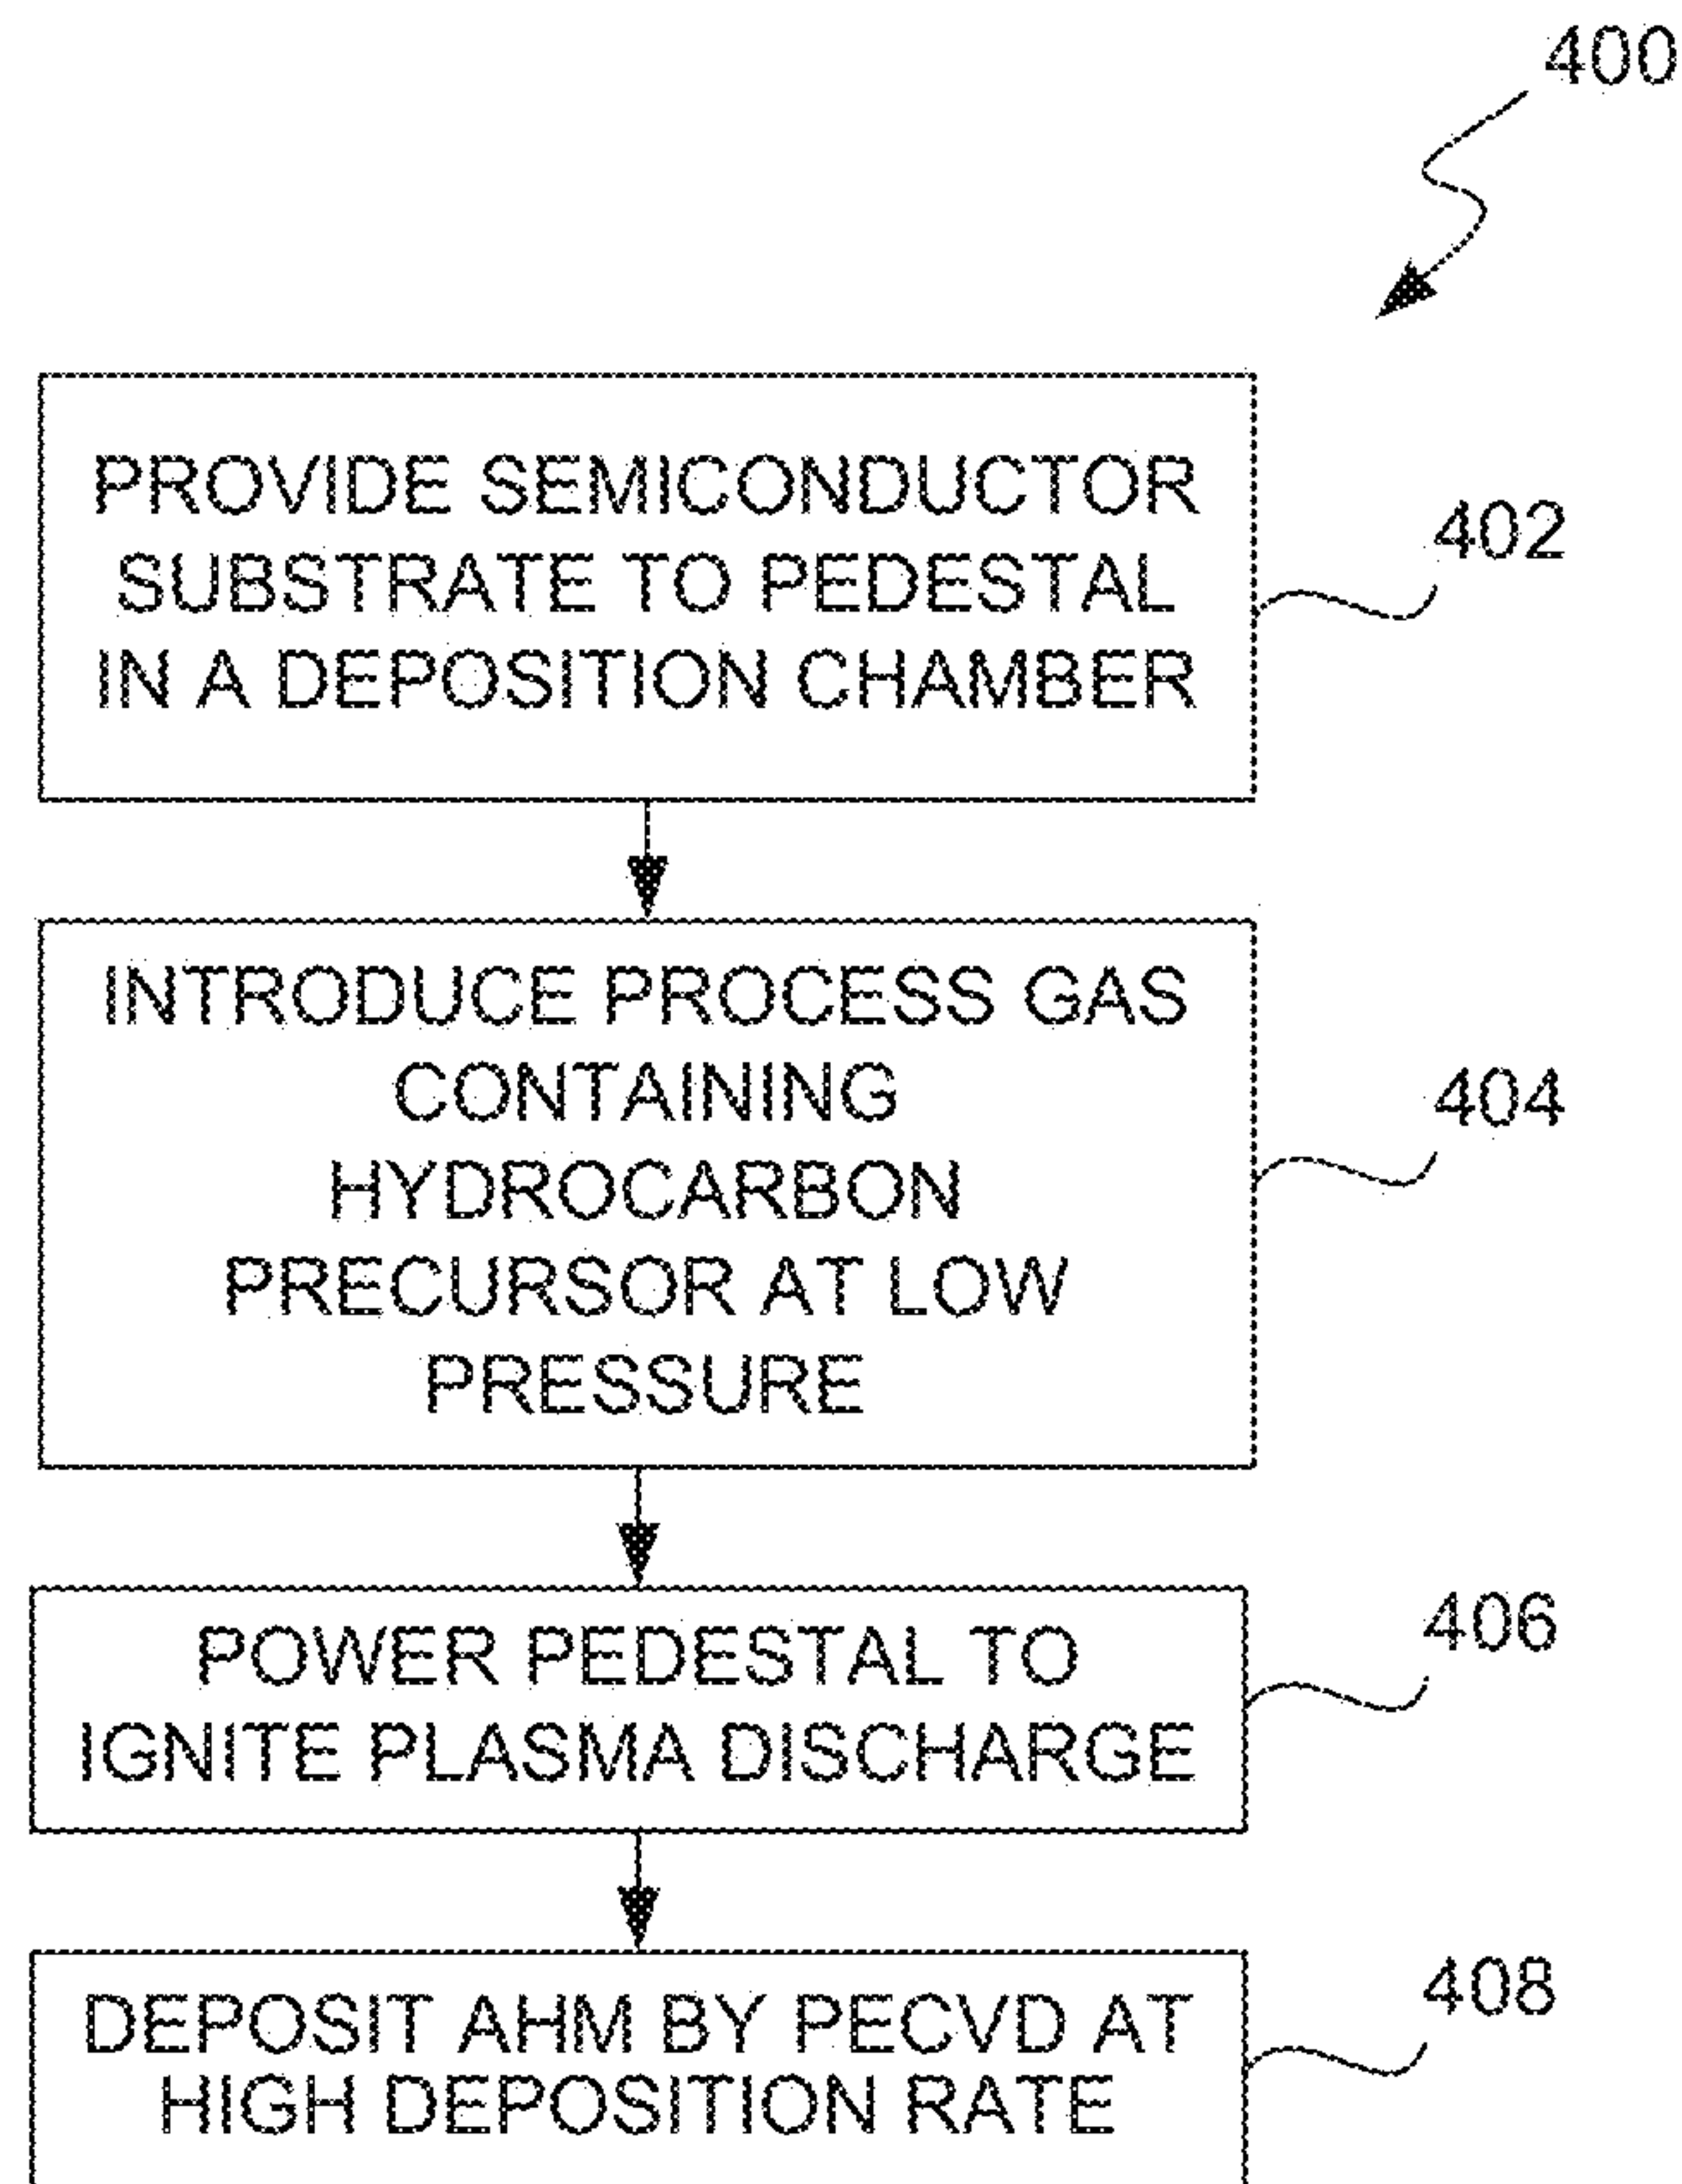 400
PROVIDE SEMICONDUCTOR
SUBSTRATE TO PEDESTAL
IN A DEPOSITION CHAMBER
402
INTRODUCE PROCESS GAS
CONTAINING
HYDROCARBON
PRECURSOR AT LOW
PRESSURE
404
POWER PEDESTAL TO
IGNITE PLASMA DISCHARGE
406
DEPOSIT AHM BY PECVD AT
HIGH DEPOSITION RATE
408